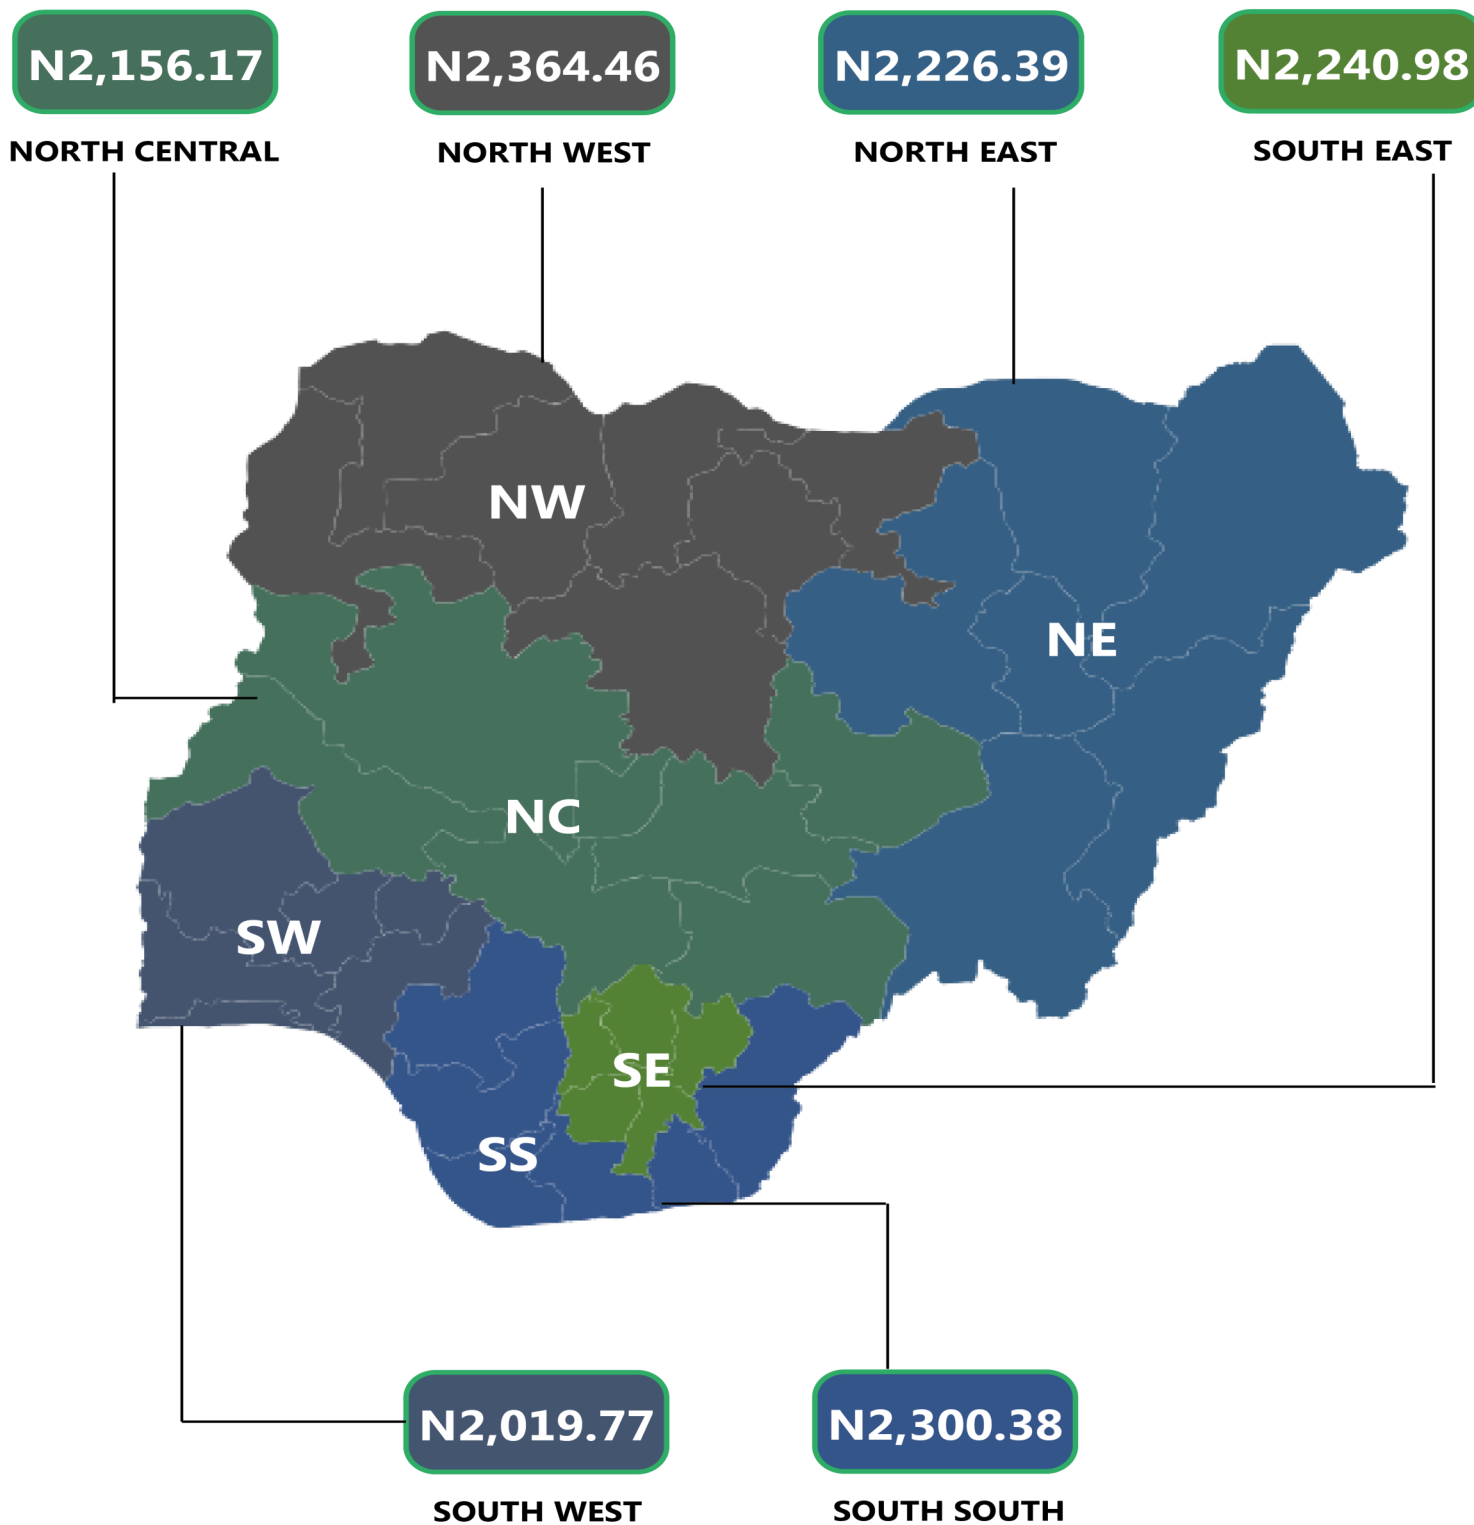 N2,156.17
N2,364.46
N2,226.39
N2,240.98
NORTH CENTRAL
NORTH WEST
NORTH EAST
SOUTH EAST
NW
NE
NC
SW
SE
SS
N2,019.77
N2,300.38
SOUTH WEST
SOUTH SOUTH